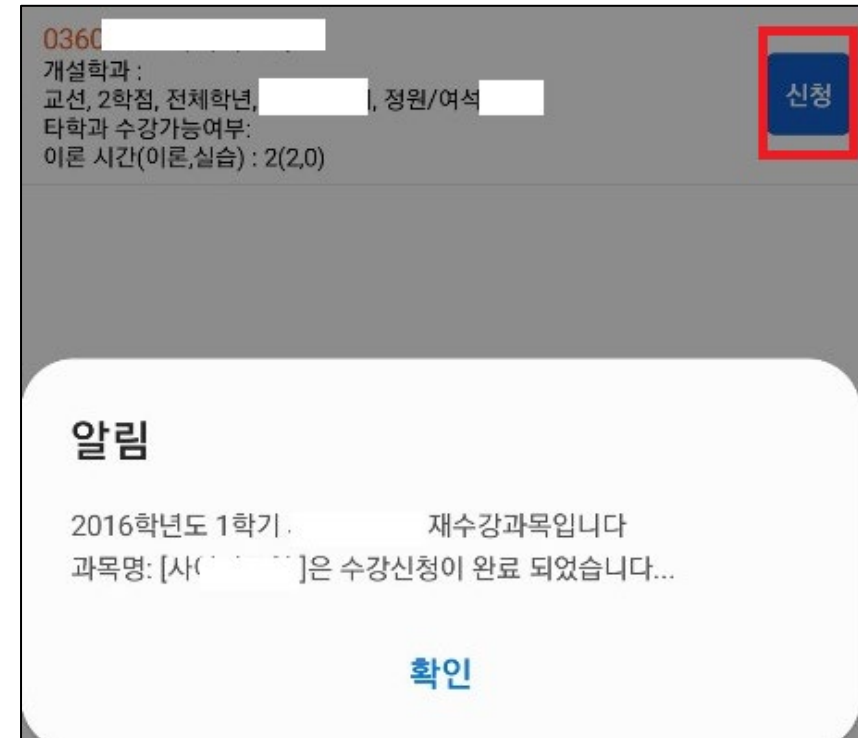 0360
개설학과 :
교선, 2학점, 전체학년, , 정원/여석
타학과 수강가능여부:
이론 시간(이론,실습) : 2(2,0)
신청
알림
2016학년도 1학기 재수강과목입니다
과목명: [사 ]은 수강신청이 완료 되었습니다...
확인